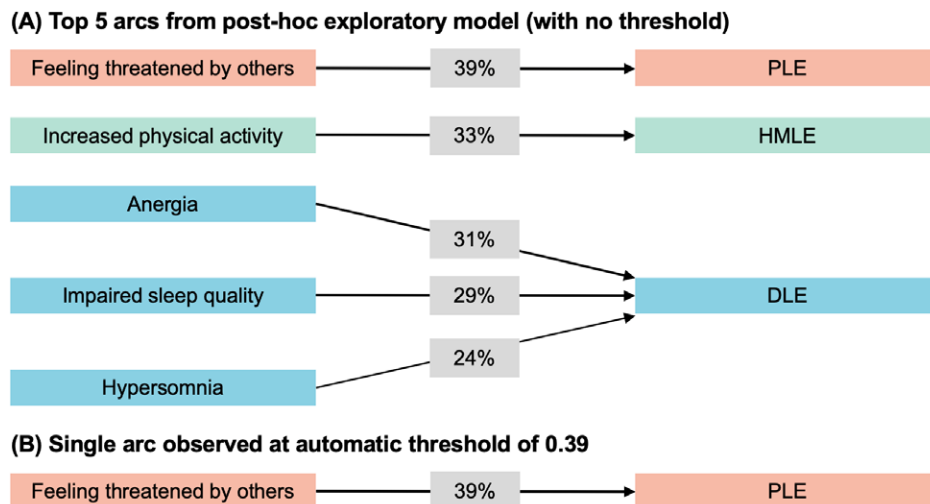 (A) Top 5 arcs from post-hoc exploratory model (with no threshold)
Feeling threatened by others 39% PLE
Increased physical activity 33% HMLE
Anergia
31%
Impaired sleep quality 29% DLE
24%
Hypersomnia
(B) Single arc observed at automatic threshold of 0.39
Feeling threatened by others 39% PLE